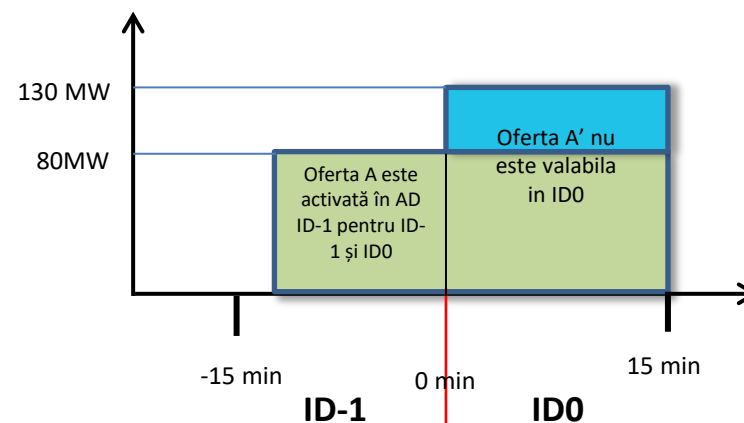 130 MW
80MW
Oferta A este
activată în AD
ID-1 pentru ID-
1 și ID0
Oferta A’ nu
este valabila
in ID0
-15 min
0 min
15 min
ID-1
ID0